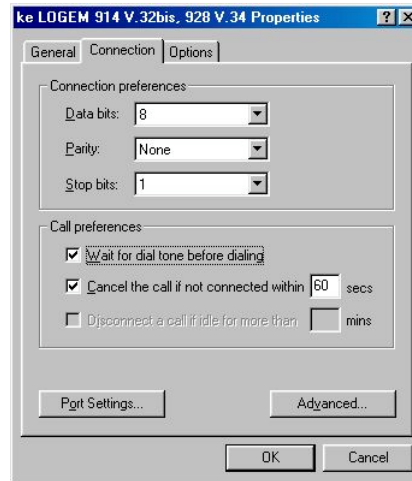 ke LOGEM 914 V.32bis, 928 V.34 Properties
General Connection Options
Connection preferences
Data bits: 8
Parity: None
Stop bits: 1
Call preferences
Wait for dial tone before dialing
Cancel the call if not connected within 60 secs
Disconnect a call if idle for more than mins
Port Settings... Advanced...
OK Cancel